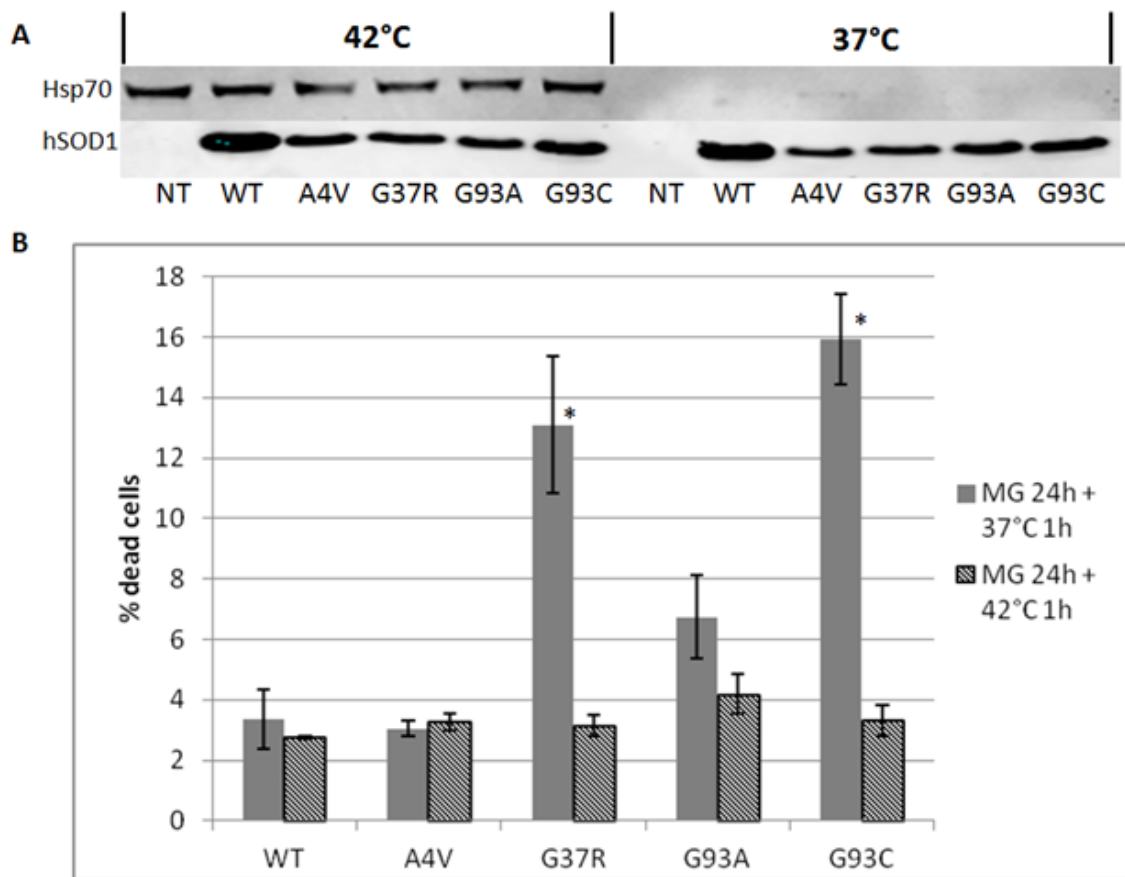 A
42°C 37°C
Hsp70
hSOD1
NT WT A4V G37R G93A G93C NT WT A4V G37R G93A G93C
B
18
16
14
12
10
8
6
4
2
0
% dead cells
* *
WT A4V G37R G93A G93C
MG 24h +
37°C 1h
MG 24h +
42°C 1h